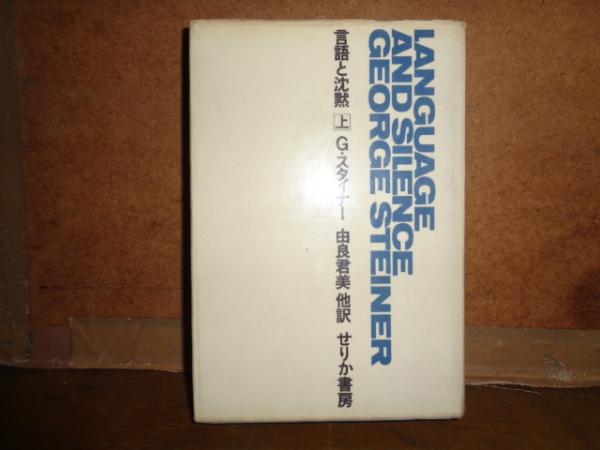 LANGUAGE
AND SILENCE
GEORGE STEINER
言語と沈黙 上 G・スタイナー 由良君美 他訳 せりか書房